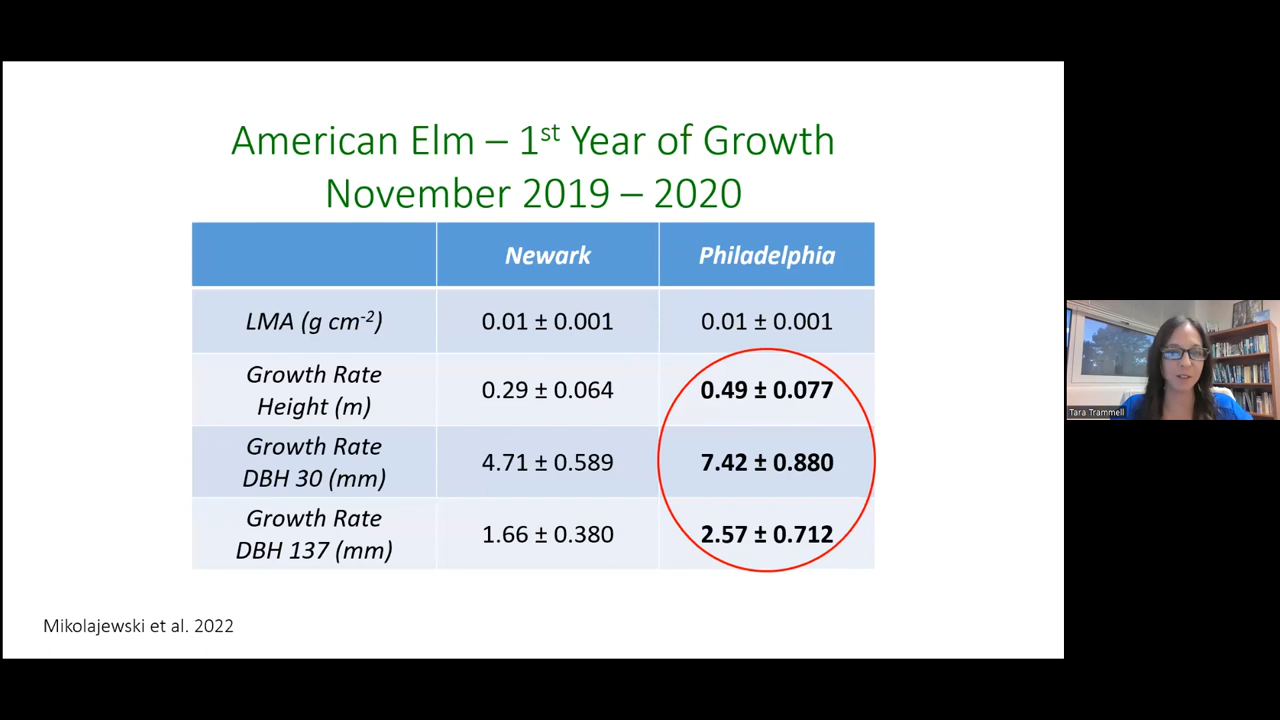 American Elm – 1st Year of Growth
November 2019 – 2020
Newark Philadelphia
LMA (g cm-2) 0.01 ± 0.001 0.01 ± 0.001
Growth Rate
Height (m) 0.29 ± 0.064 0.49 ± 0.077
Growth Rate
DBH 30 (mm) 4.71 ± 0.589 7.42 ± 0.880
Growth Rate
DBH 137 (mm) 1.66 ± 0.380 2.57 ± 0.712
Mikolajewski et al. 2022
Tara Trammell